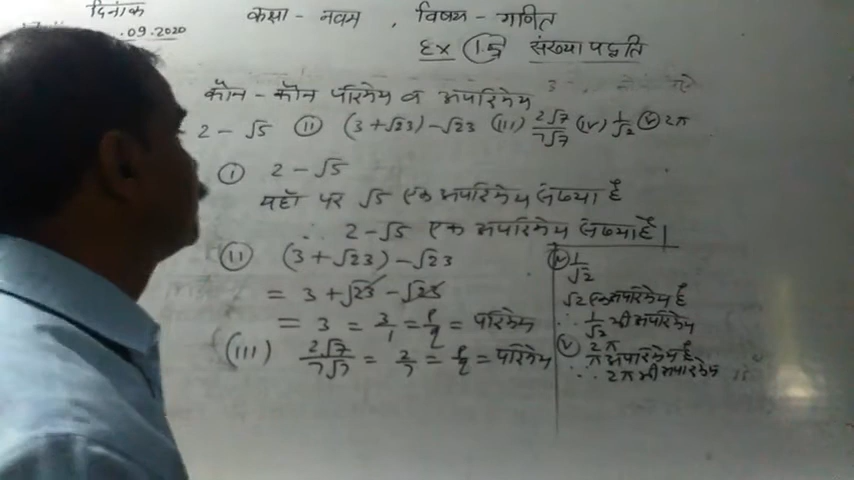 दिनांक
.09.2020
कक्षा - नवम , विषय - गणित
Ex 1.5 संख्या पद्धति
कौन - कौन परिमेय व अपरिमेय
2 - √5 (ii) (3 + √23) - √23 (iii) 2√7/7√7 (iv) 1/√2 (v) 2π
(i) 2 - √5
यहाँ पर √5 एक अपरिमेय संख्या है
∴ 2 - √5 एक अपरिमेय संख्या है।
(ii) (3 + √23) - √23
= 3 + √23 - √23
= 3 = 3/1 = p/q = परिमेय
(iii) 2√7/7√7 = 2/7 = p/q = परिमेय
(iv) 1/√2
√2 एक अपरिमेय है
∴ 1/√2 भी अपरिमेय
(v) 2π
π अपरिमेय है
∴ 2π भी अपरिमेय